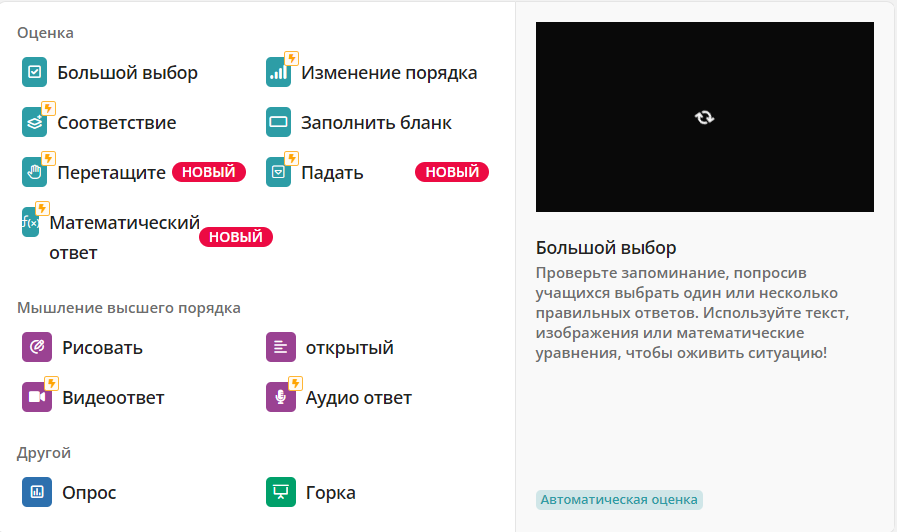 Оценка
Большой выбор
Изменение порядка
Соответствие
Заполнить бланк
Перетащите НОВЫЙ
Падать НОВЫЙ
f(x) Математический
ответ НОВЫЙ
Мышление высшего порядка
Рисовать
открытый
Видеоответ
Аудио ответ
Другой
Опрос
Горка
Большой выбор
Проверьте запоминание, попросив
учащихся выбрать один или несколько
правильных ответов. Используйте текст,
изображения или математические
уравнения, чтобы оживить ситуацию!
Автоматическая оценка